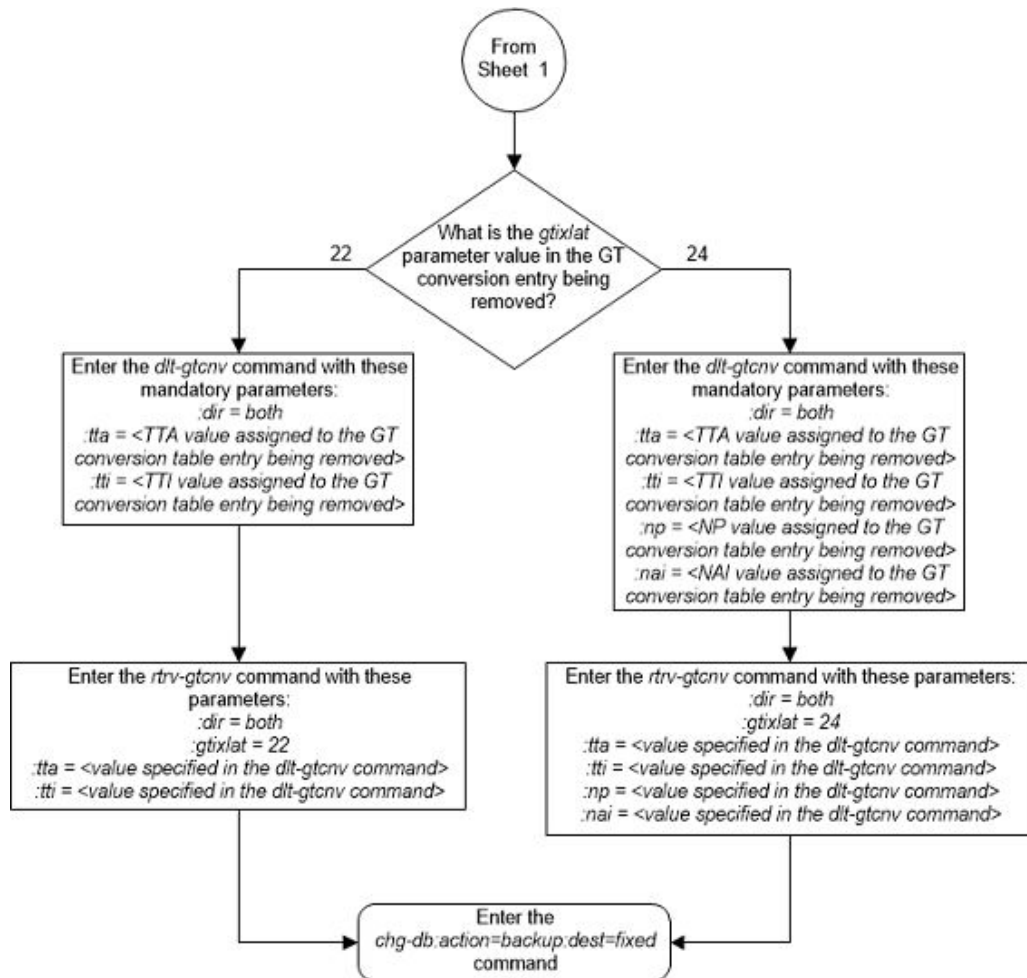 From
Sheet 1
What is the gtixlat
parameter value in the GT
conversion entry being
removed?
22
24
Enter the dlt-gtcnv command with these
mandatory parameters:
:dir = both
:tta = <TTA value assigned to the GT
conversion table entry being removed>
:tti = <TTI value assigned to the GT
conversion table entry being removed>
Enter the dlt-gtcnv command with these
mandatory parameters:
:dir = both
:tta = <TTA value assigned to the GT
conversion table entry being removed>
:tti = <TTI value assigned to the GT
conversion table entry being removed>
:np = <NP value assigned to the GT
conversion table entry being removed>
:nai = <NAI value assigned to the GT
conversion table entry being removed>
Enter the rtrv-gtcnv command with these
parameters:
:dir = both
:gtixlat = 22
:tta = <value specified in the dlt-gtcnv command>
:tti = <value specified in the dlt-gtcnv command>
Enter the rtrv-gtcnv command with these parameters:
:dir = both
:gtixlat = 24
:tta = <value specified in the dlt-gtcnv command>
:tti = <value specified in the dlt-gtcnv command>
:np = <value specified in the dlt-gtcnv command>
:nai = <value specified in the dlt-gtcnv command>
Enter the
chg-db:action=backup:dest=fixed
command